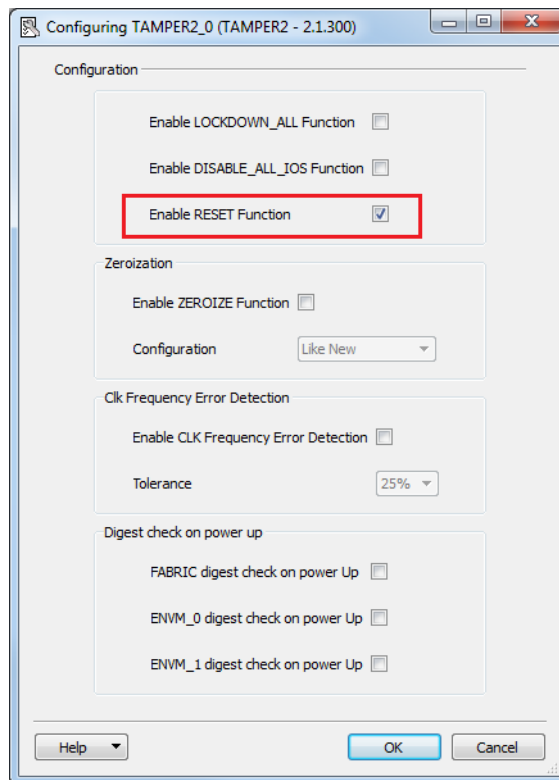 Configuring TAMPER2_0 (TAMPER2 - 2.1.300)
Configuration
Enable LOCKDOWN_ALL Function
Enable DISABLE_ALL_IOS Function
Enable RESET Function
Zeroization
Enable ZEROIZE Function
Configuration Like New
Clk Frequency Error Detection
Enable CLK Frequency Error Detection
Tolerance 25%
Digest check on power up
FABRIC digest check on power Up
ENVM_0 digest check on power Up
ENVM_1 digest check on power Up
Help OK Cancel